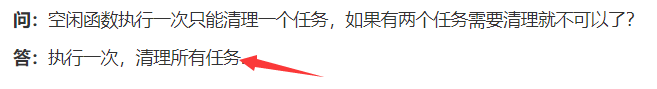 问：空闲函数执行一次只能清理一个任务，如果有两个任务需要清理就不可以了？
答：执行一次，清理所有任务